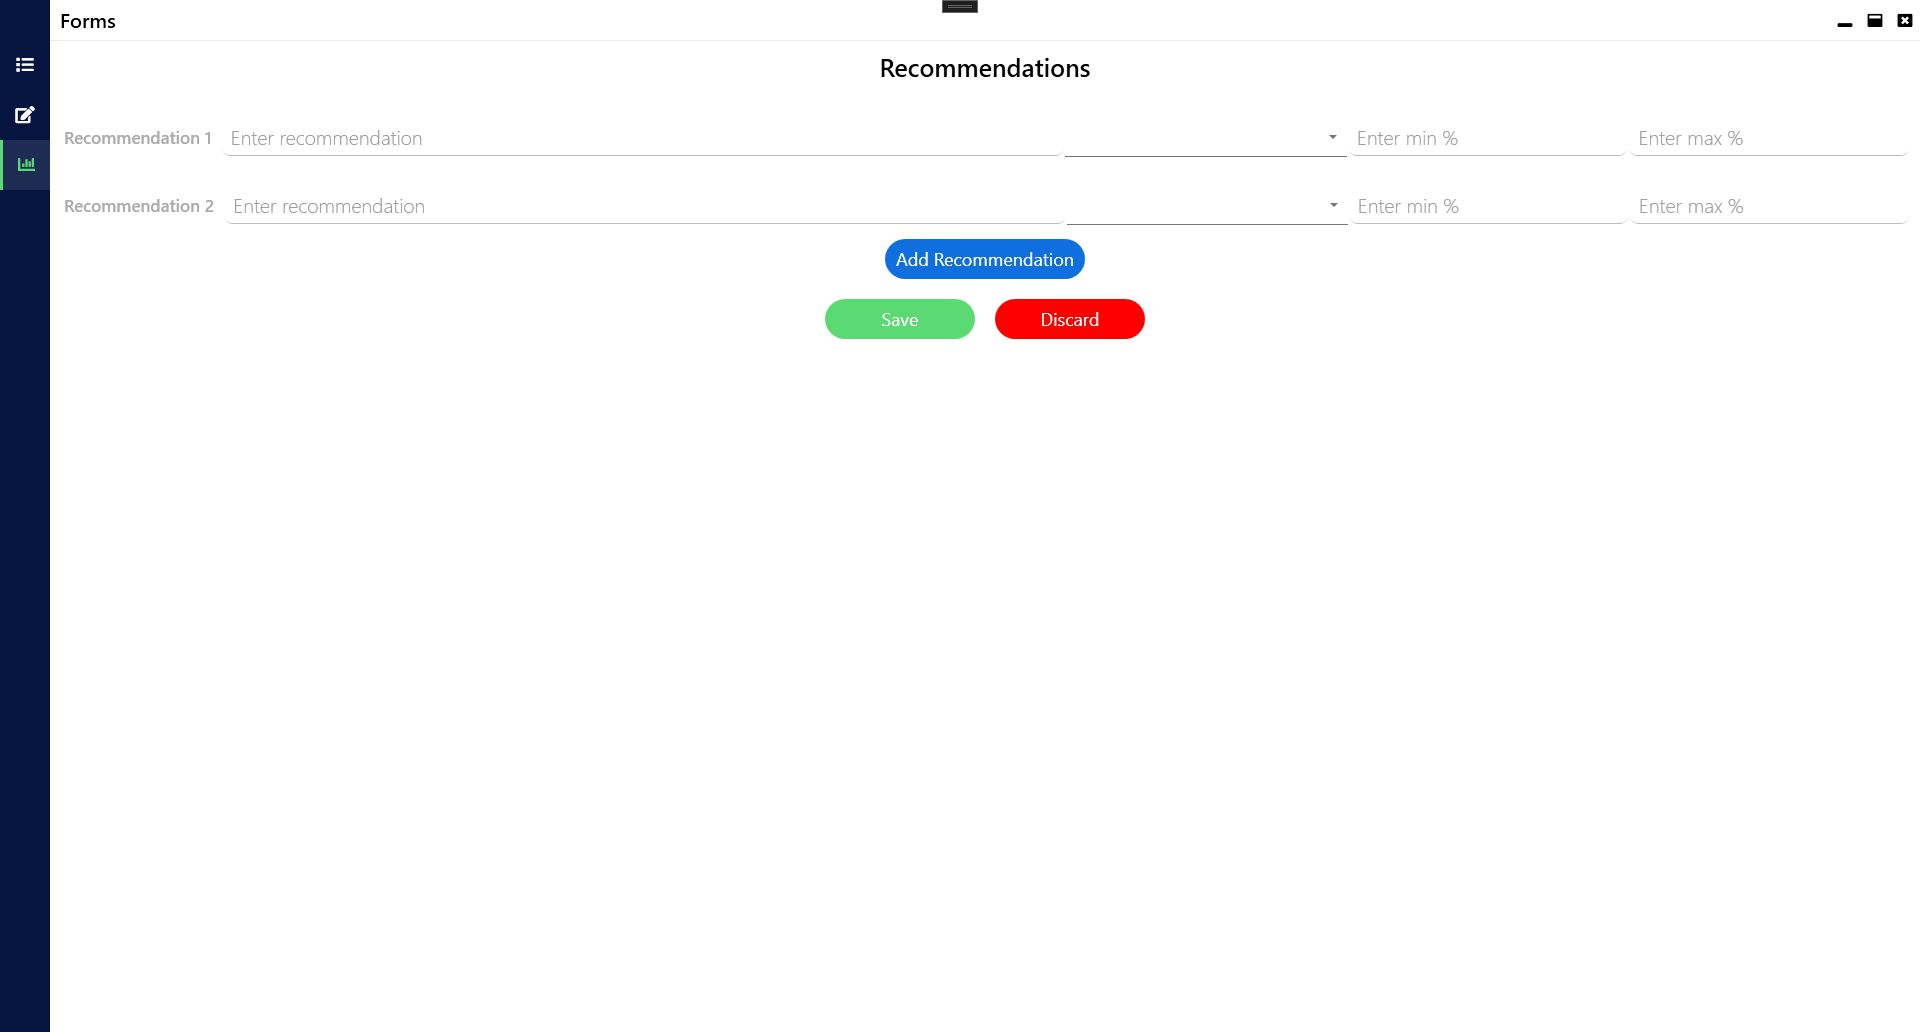 Forms
Recommendations
Recommendation 1 Enter recommendation Enter min % Enter max %
Recommendation 2 Enter recommendation Enter min % Enter max %
Add Recommendation
Save Discard